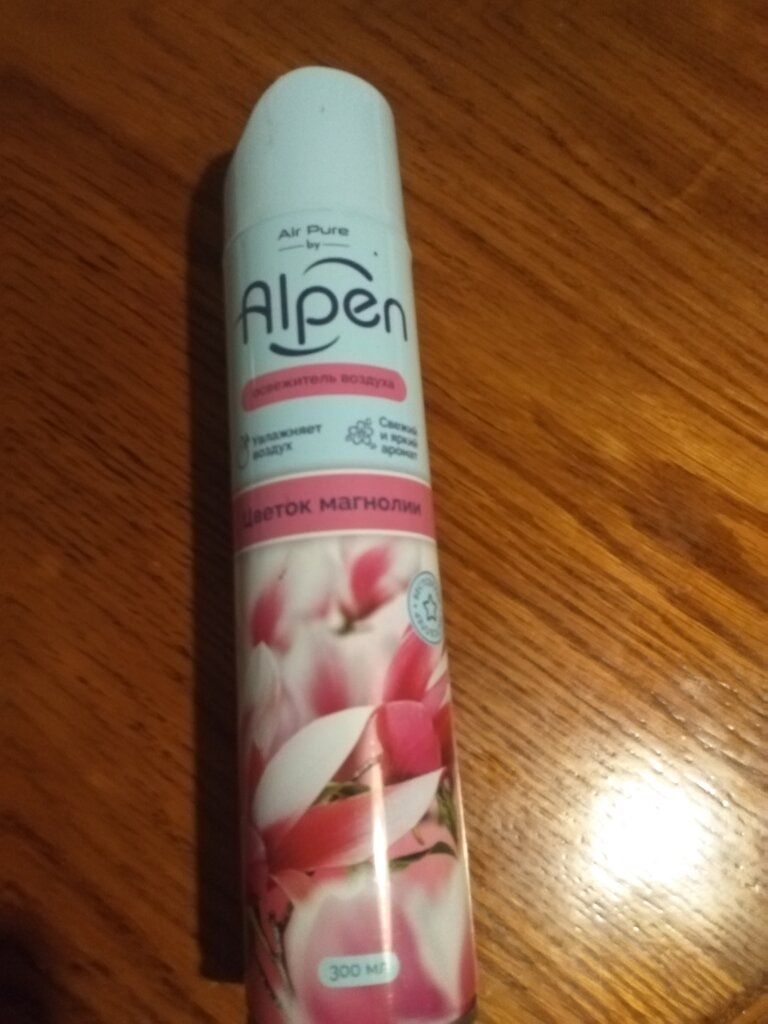 Air Pure
by
Alpen
освежитель воздуха
Увлажняет
воздух
Свежий
и яркий
аромат
Цветок магнолии
300 мл